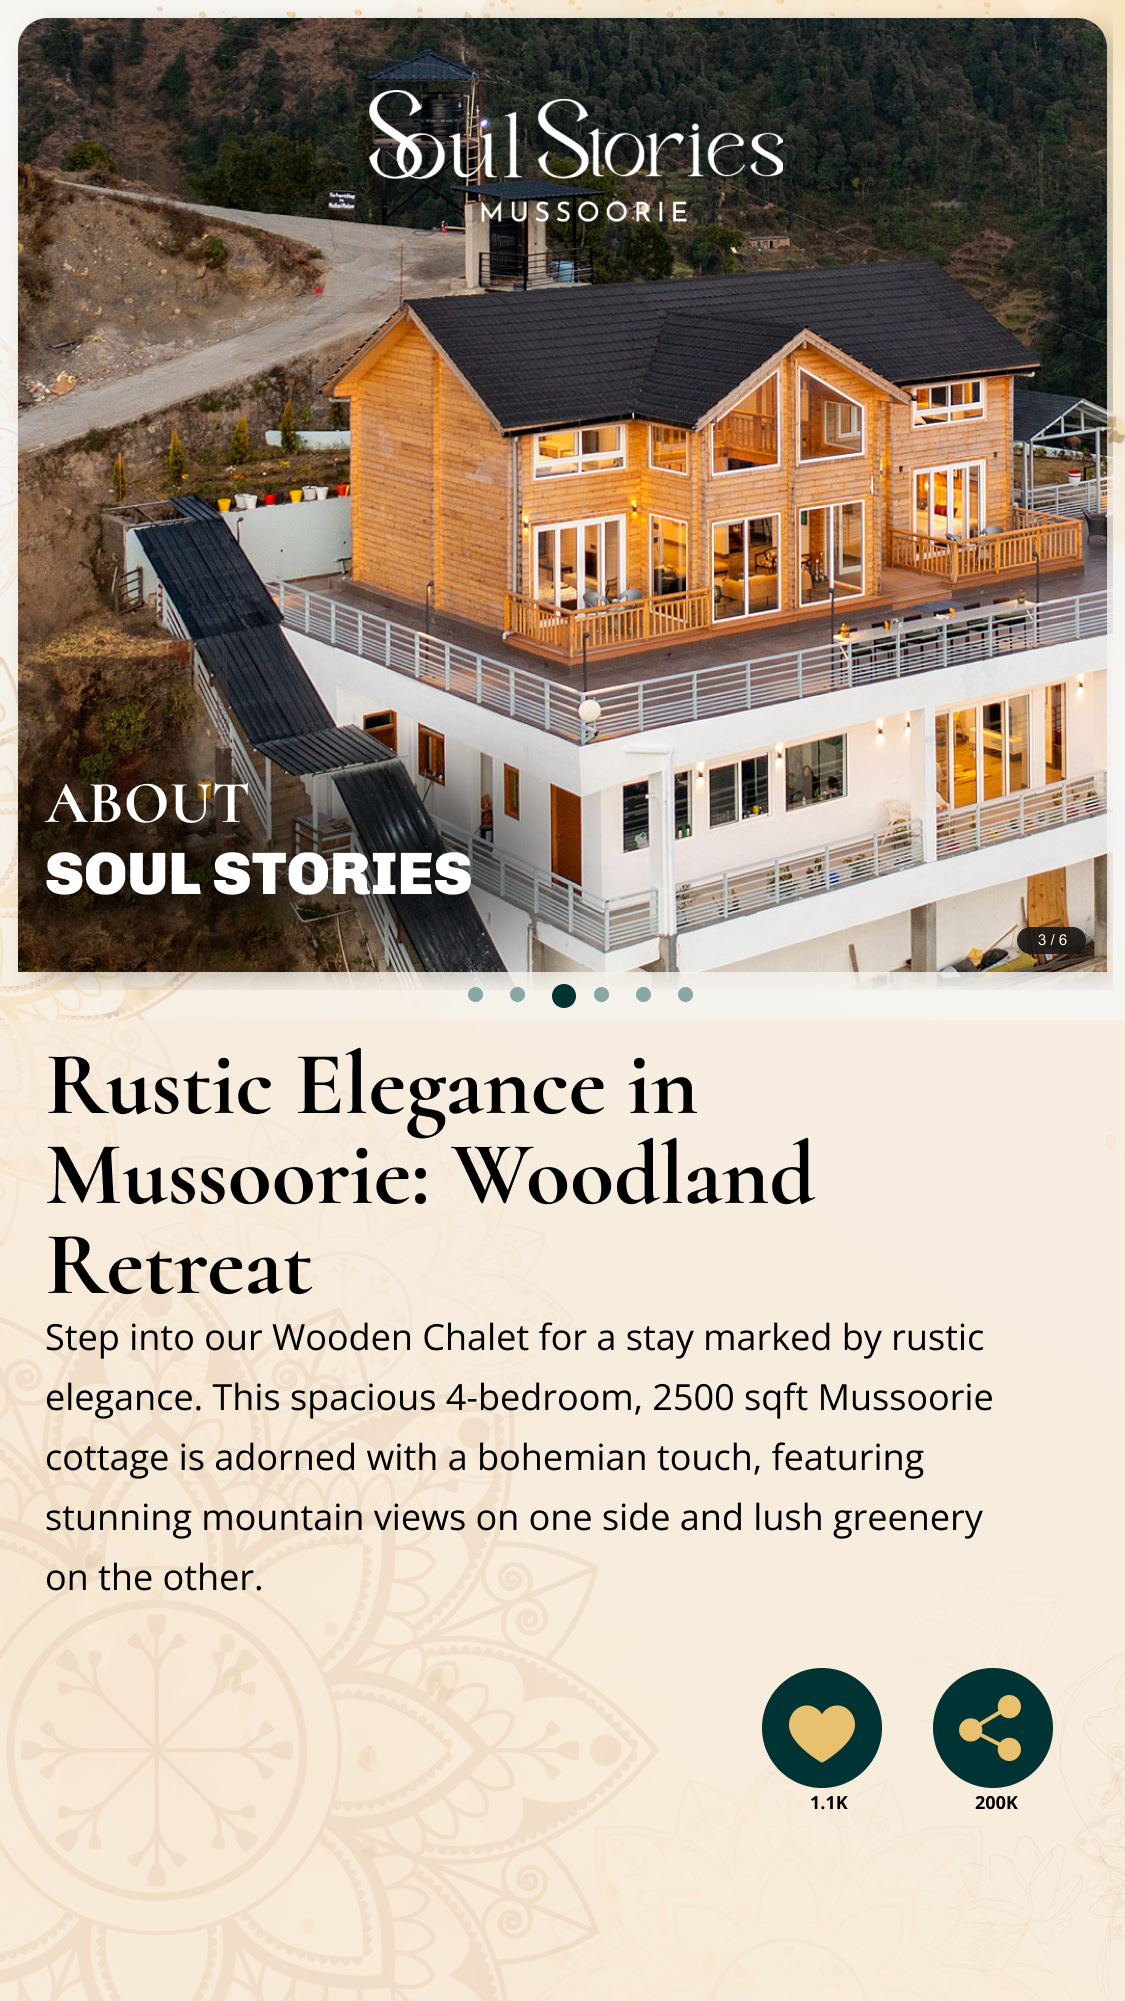 Soul Stories
MUSSOORIE
ABOUT
SOUL STORIES
3 / 6
Rustic Elegance in
Mussoorie: Woodland
Retreat
Step into our Wooden Chalet for a stay marked by rustic
elegance. This spacious 4-bedroom, 2500 sqft Mussoorie
cottage is adorned with a bohemian touch, featuring
stunning mountain views on one side and lush greenery
on the other.
1.1K
200K